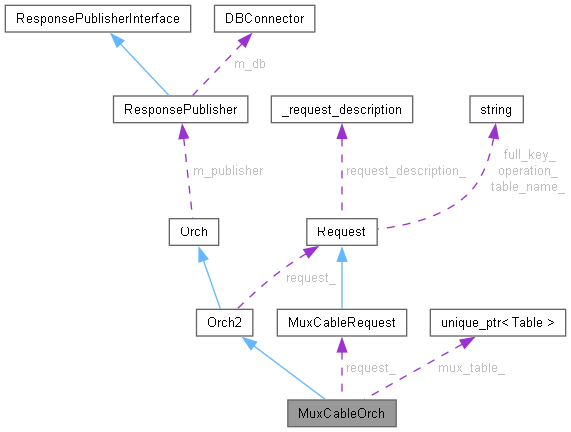 ResponsePublisherInterface
DBConnector
m_db
ResponsePublisher
_request_description
string
m_publisher
request_description_
full_key_
operation_
table_name_
Orch
Request
request_
Orch2
MuxCableRequest
unique_ptr< Table >
request_
mux_table_
MuxCableOrch